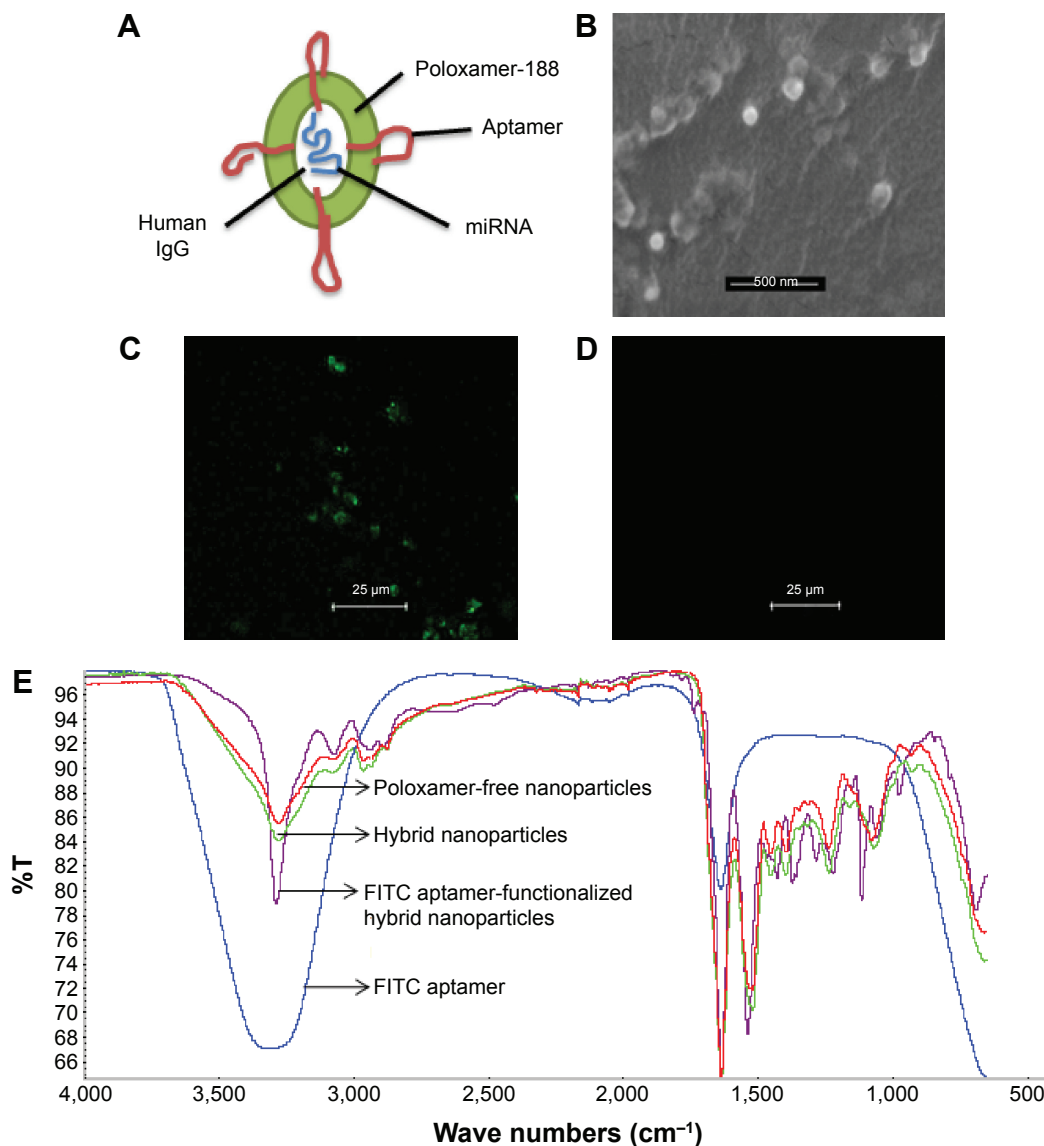 A
Poloxamer-188
Aptamer
Human
IgG
miRNA
B
500 nm
C
25 µm
D
25 µm
E
%T
96
94
92
90
88
86
84
82
80
78
76
74
72
70
68
66
Poloxamer-free nanoparticles
Hybrid nanoparticles
FITC aptamer-functionalized
hybrid nanoparticles
FITC aptamer
4,000 3,500 3,000 2,500 2,000 1,500 1,000 500
Wave numbers (cm⁻¹)